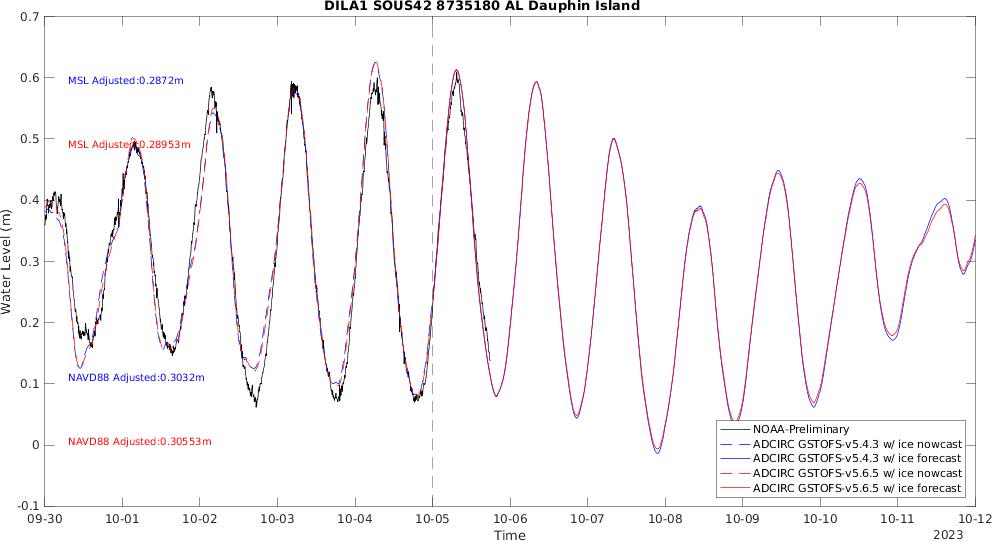 DILA1 SOUS42 8735180 AL Dauphin Island
0.7
0.6
0.5
0.4
0.3
0.2
0.1
0
-0.1
Water Level (m)
MSL Adjusted:0.2872m
MSL Adjusted:0.28953m
NAVD88 Adjusted:0.3032m
NAVD88 Adjusted:0.30553m
NOAA-Preliminary
ADCIRC GSTOFS-v5.4.3 w/ ice nowcast
ADCIRC GSTOFS-v5.4.3 w/ ice forecast
ADCIRC GSTOFS-v5.6.5 w/ ice nowcast
ADCIRC GSTOFS-v5.6.5 w/ ice forecast
09-30 10-01 10-02 10-03 10-04 10-05 10-06 10-07 10-08 10-09 10-10 10-11 10-12
Time
2023